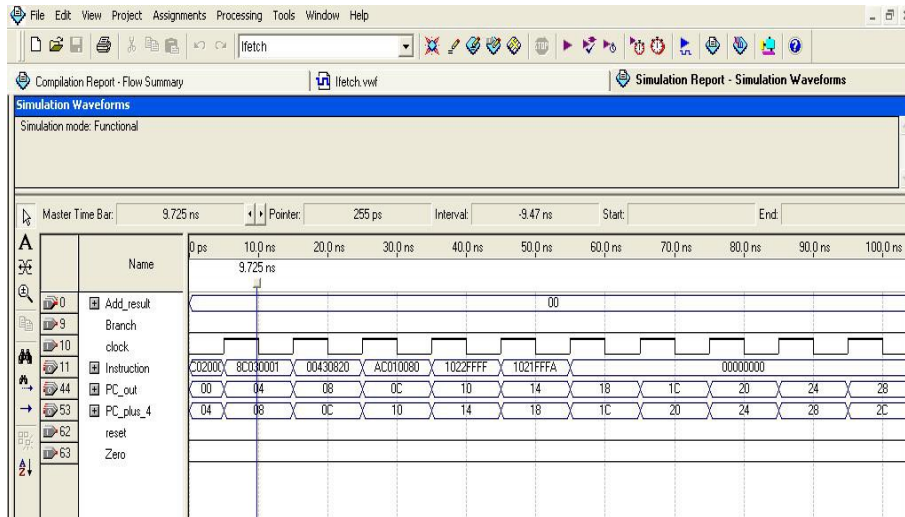 File Edit View Project Assignments Processing Tools Window Help
Ifetch
Compilation Report - Flow Summary Ifetch.vwf Simulation Report - Simulation Waveforms
Simulation Waveforms
Simulation mode: Functional
Master Time Bar: 9.725 ns Pointer: 255 ps Interval: -9.47 ns Start: End:
Name
0 ps 10.0 ns 20.0 ns 30.0 ns 40.0 ns 50.0 ns 60.0 ns 70.0 ns 80.0 ns 90.0 ns 100.0 ns
9.725 ns
0 Add_result 00
9 Branch
10 clock
11 Instruction 8C030001 00430820 AC010080 1022FFFF 1021FFFA 00000000
44 PC_out 00 04 08 0C 10 14 18 1C 20 24 28
53 PC_plus_4 04 08 0C 10 14 18 1C 20 24 28 2C
62 reset
63 Zero